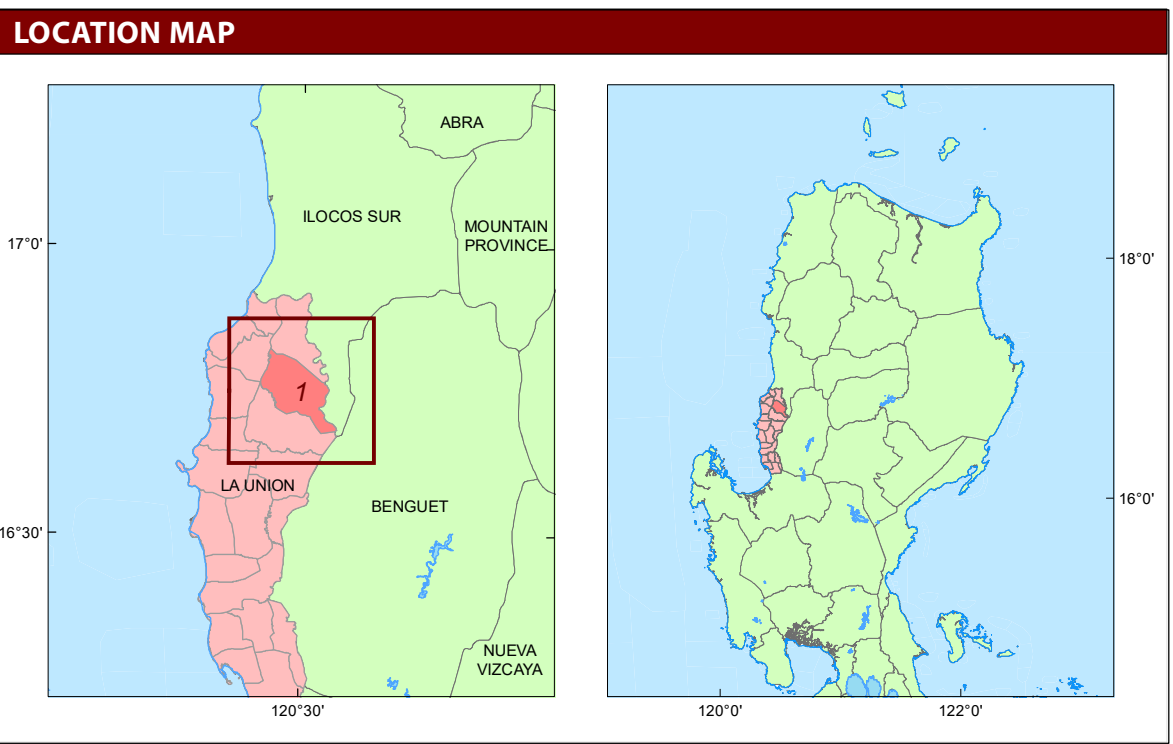 LOCATION MAP
ABRA
ILOCOS SUR
MOUNTAIN
PROVINCE
17°0'
18°0'
1
LA UNION
BENGUET
16°0'
16°30'
NUEVA
VIZCAYA
120°30'
120°0'
122°0'